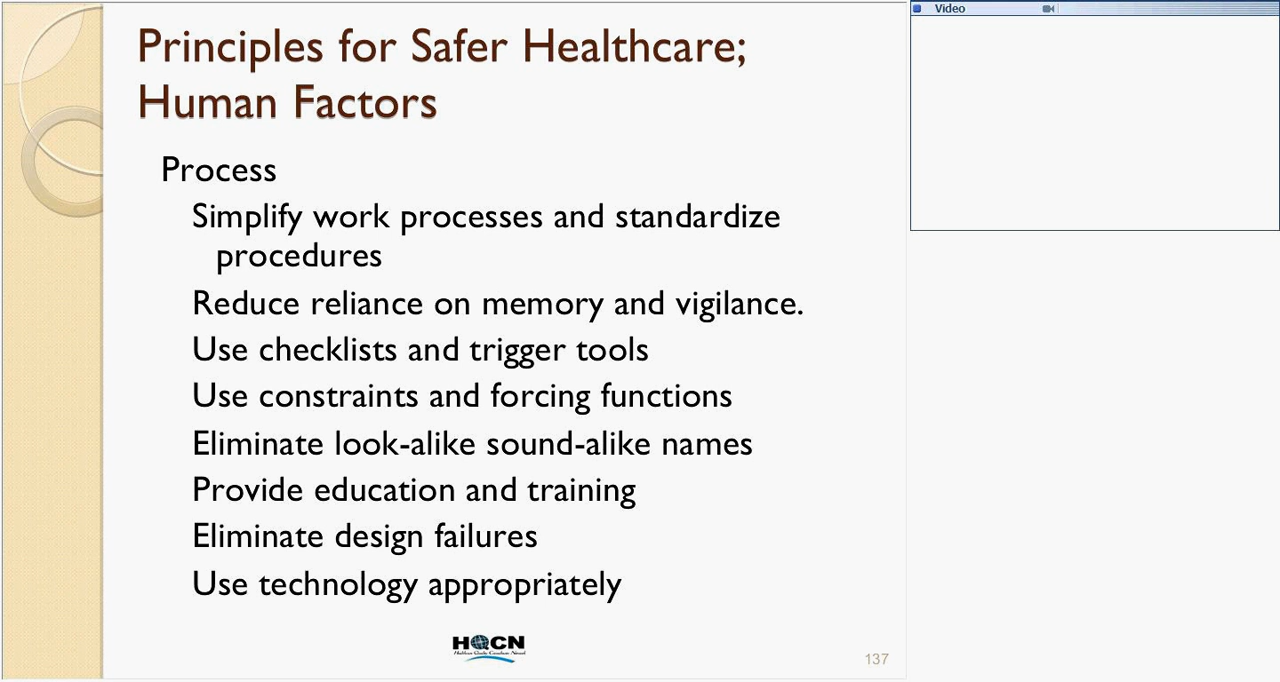 Principles for Safer Healthcare;
Human Factors
Process
Simplify work processes and standardize
procedures
Reduce reliance on memory and vigilance.
Use checklists and trigger tools
Use constraints and forcing functions
Eliminate look-alike sound-alike names
Provide education and training
Eliminate design failures
Use technology appropriately
HQCN
137
Video